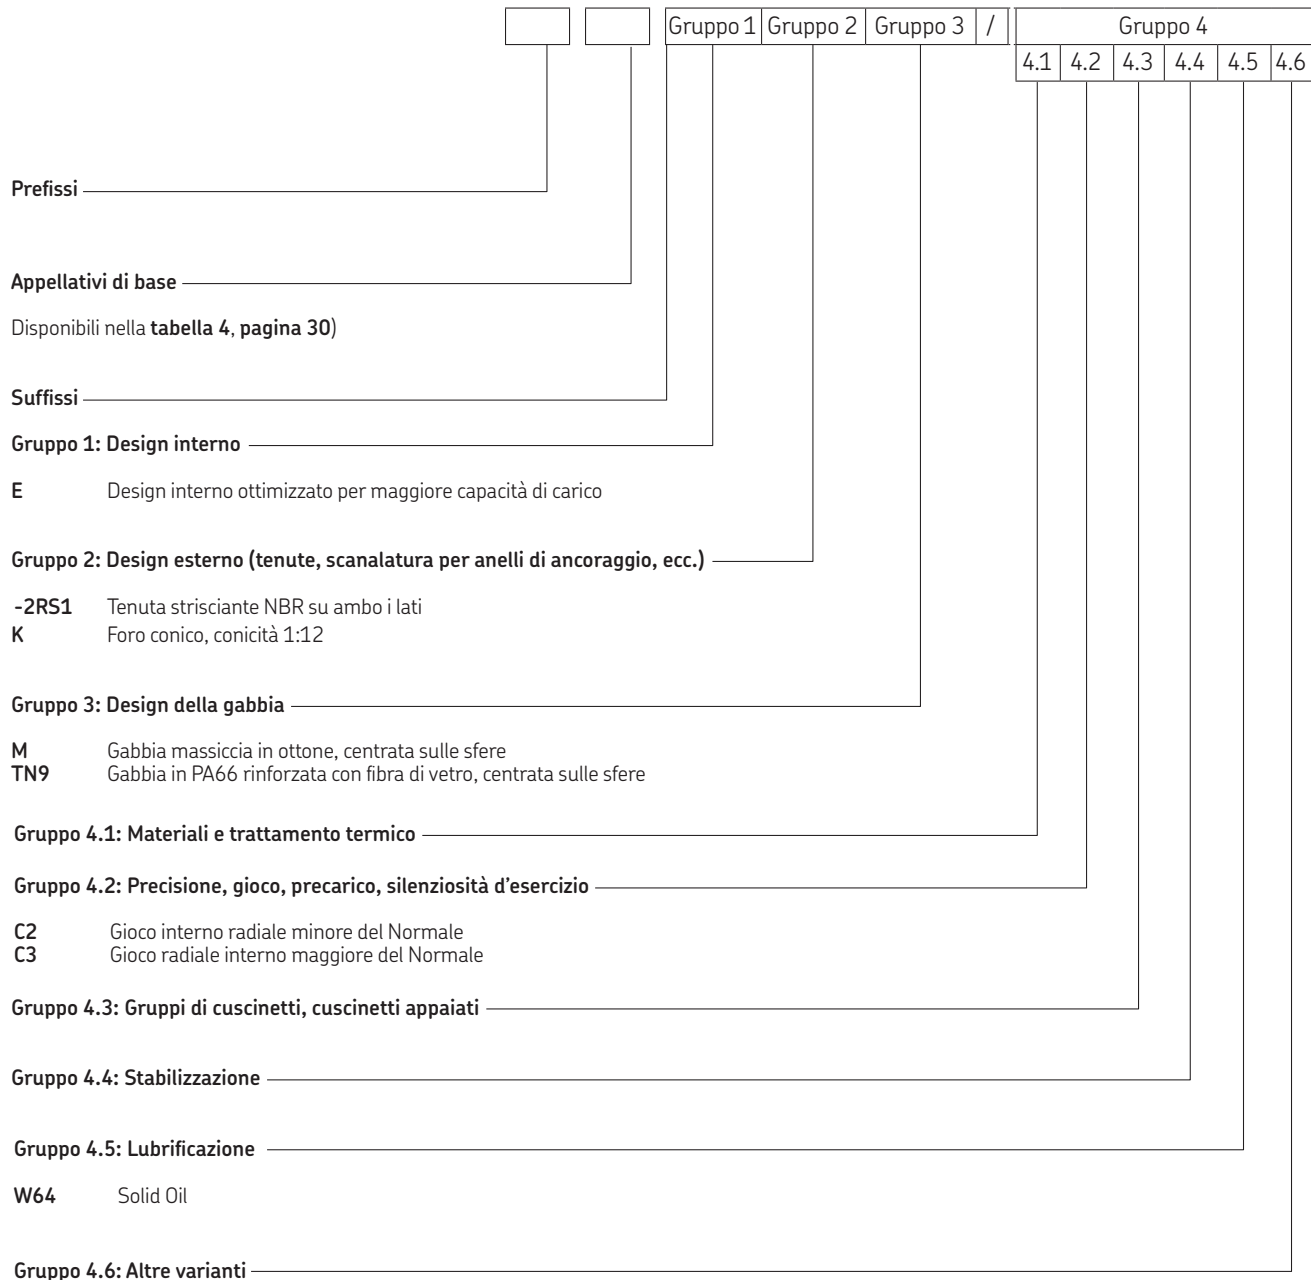 Gruppo 1 Gruppo 2 Gruppo 3 / Gruppo 4
4.1 4.2 4.3 4.4 4.5 4.6
Prefissi
Appellativi di base
Disponibili nella tabella 4, pagina 30)
Suffissi
Gruppo 1: Design interno
E Design interno ottimizzato per maggiore capacità di carico
Gruppo 2: Design esterno (tenute, scanalatura per anelli di ancoraggio, ecc.)
-2RS1 Tenuta strisciante NBR su ambo i lati
K Foro conico, conicità 1:12
Gruppo 3: Design della gabbia
M Gabbia massiccia in ottone, centrata sulle sfere
TN9 Gabbia in PA66 rinforzata con fibra di vetro, centrata sulle sfere
Gruppo 4.1: Materiali e trattamento termico
Gruppo 4.2: Precisione, gioco, precarico, silenziosità d'esercizio
C2 Gioco interno radiale minore del Normale
C3 Gioco radiale interno maggiore del Normale
Gruppo 4.3: Gruppi di cuscinetti, cuscinetti appaiati
Gruppo 4.4: Stabilizzazione
Gruppo 4.5: Lubrificazione
W64 Solid Oil
Gruppo 4.6: Altre varianti